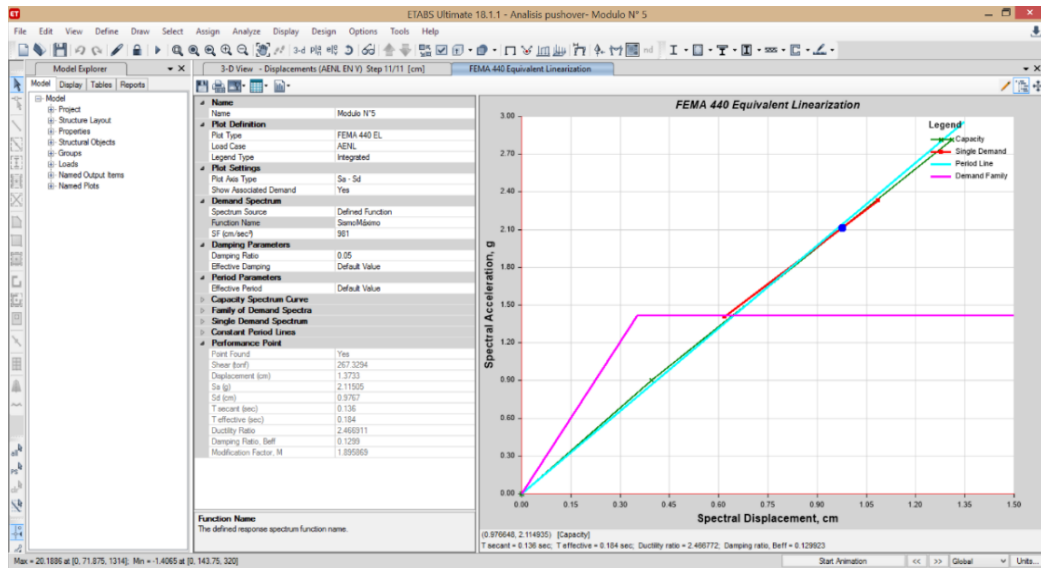 ETABS Ultimate 18.1.1 - Analisis pushover- Modulo N° 5
File Edit View Define Draw Select Assign Analyze Display Design Options Tools Help
3-d
nd
Model Explorer
3-D View - Displacements (AENL EN Y) Step 11/11 [cm]
FEMA 440 Equivalent Linearization
Model Display Tables Reports
Model
Project
Structure Layout
Properties
Structural Objects
Groups
Loads
Named Output Items
Named Plots
Name
Name Modulo N°5
Plot Definition
Plot Type FEMA 440 EL
Load Case AENL
Legend Type Integrated
Plot Settings
Plot Axis Type Sa - Sd
Show Associated Demand Yes
Demand Spectrum
Spectrum Source Defined Function
Function Name SismoMáximo
SF (cm/sec²) 981
Damping Parameters
Damping Ratio 0.05
Effective Damping Default Value
Period Parameters
Effective Period Default Value
Capacity Spectrum Curve
Family of Demand Spectra
Single Demand Spectrum
Constant Period Lines
Performance Point
Point Found Yes
Shear (tonf) 267.3294
Displacement (cm) 1.3733
Sa (g) 2.11505
Sd (cm) 0.9767
T secant (sec) 0.136
T effective (sec) 0.184
Ductility Ratio 2.466911
Damping Ratio, Beff 0.1299
Modification Factor, M 1.895869
Function Name
The defined response spectrum function name.
FEMA 440 Equivalent Linearization
Legend
Capacity
Single Demand
Period Line
Demand Family
Spectral Acceleration, g
3.00
2.70
2.40
2.10
1.80
1.50
1.20
0.90
0.60
0.30
0.00
0.00 0.15 0.30 0.45 0.60 0.75 0.90 1.05 1.20 1.35 1.50
Spectral Displacement, cm
(0.976648, 2.114935) [Capacity]
T secant = 0.136 sec; T effective = 0.184 sec; Ductility ratio = 2.466772; Damping ratio, Beff = 0.129923
Max = 20.1886 at [0, 71.875, 1314]; Min = -1.4065 at [0, 143.75, 320]
Start Animation << >> Global Units...